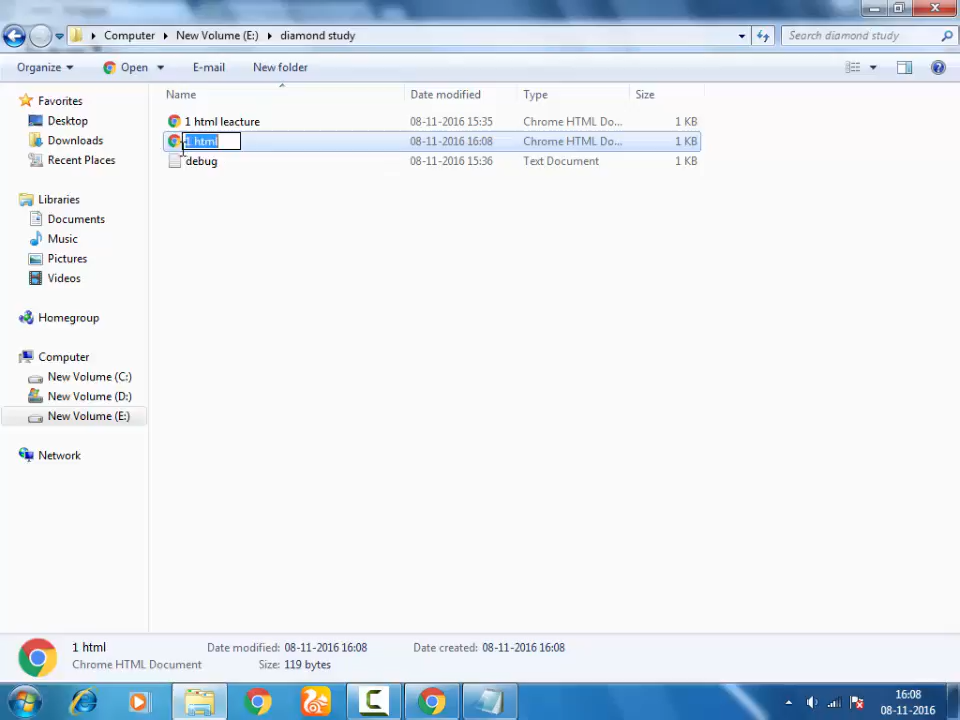 Computer New Volume (E:) diamond study
Search diamond study
Organize Open E-mail New folder
Name Date modified Type Size
Favorites
Desktop
Downloads
Recent Places
Libraries
Documents
Music
Pictures
Videos
Homegroup
Computer
New Volume (C:)
New Volume (D:)
New Volume (E:)
Network
1 html leacture 08-11-2016 15:35 Chrome HTML Do... 1 KB
1 html 08-11-2016 16:08 Chrome HTML Do... 1 KB
debug 08-11-2016 15:36 Text Document 1 KB
1 html Date modified: 08-11-2016 16:08 Date created: 08-11-2016 16:08
Chrome HTML Document Size: 119 bytes
16:08
08-11-2016